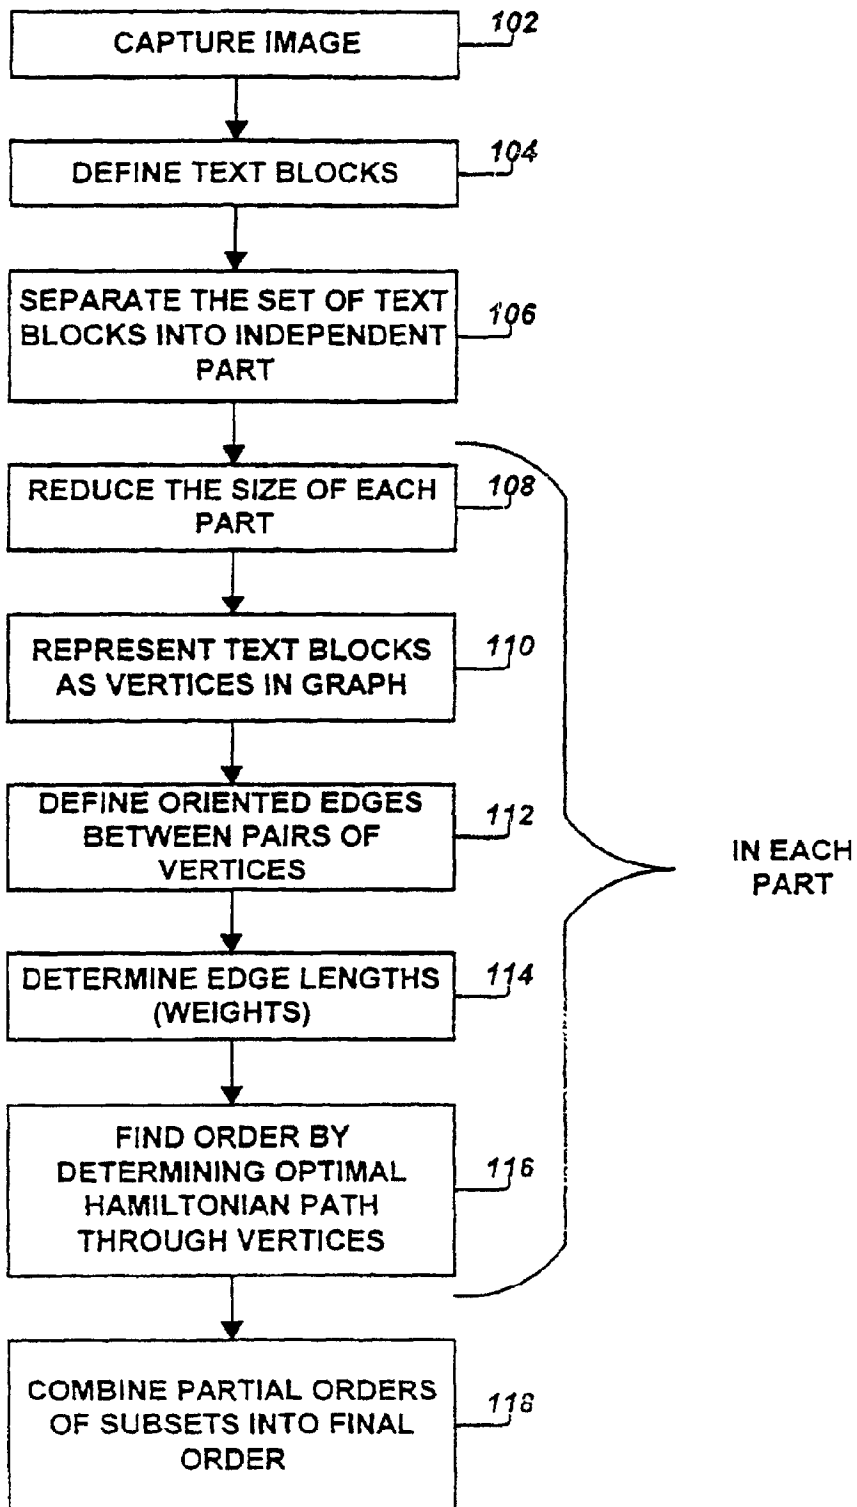 CAPTURE IMAGE
102
DEFINE TEXT BLOCKS
104
SEPARATE THE SET OF TEXT
BLOCKS INTO INDEPENDENT
PART
106
REDUCE THE SIZE OF EACH
PART
108
REPRESENT TEXT BLOCKS
AS VERTICES IN GRAPH
110
DEFINE ORIENTED EDGES
BETWEEN PAIRS OF
VERTICES
112
DETERMINE EDGE LENGTHS
(WEIGHTS)
114
FIND ORDER BY
DETERMINING OPTIMAL
HAMILTONIAN PATH
THROUGH VERTICES
116
IN EACH
PART
COMBINE PARTIAL ORDERS
OF SUBSETS INTO FINAL
ORDER
118